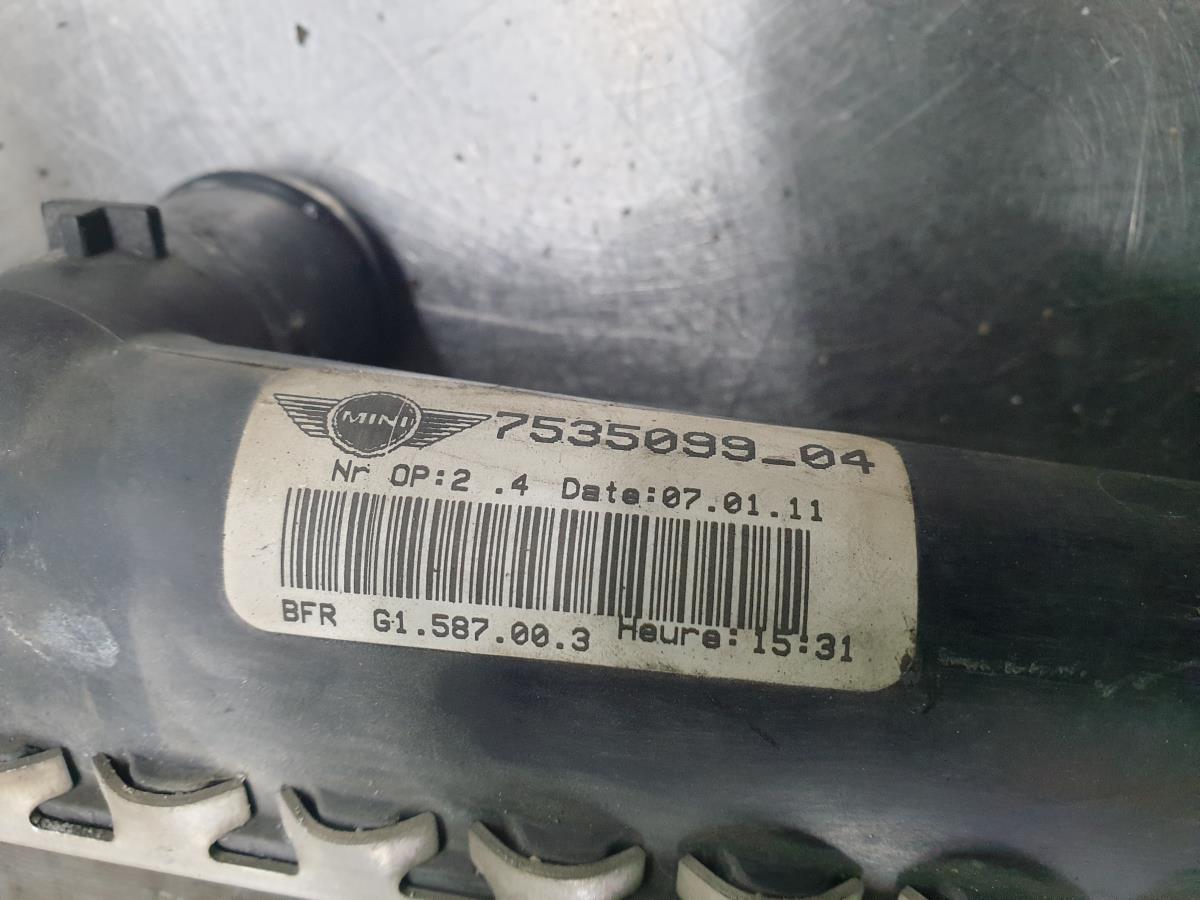 MINI 7535099_04
Nr OP:2 .4 Date:07.01.11
BFR G1.587.00.3 Heure: 15:31